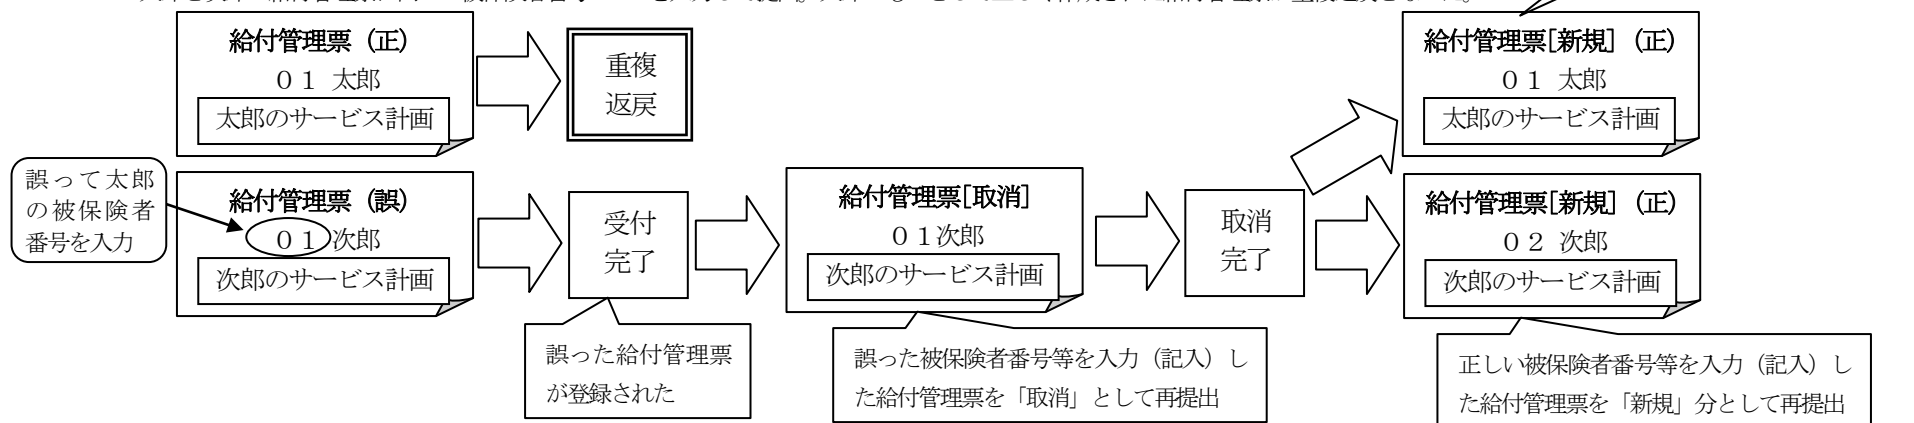 給付管理票（正）
０１ 太郎
太郎のサービス計画
重複
返戻
給付管理票[新規]（正）
０１ 太郎
太郎のサービス計画
誤って太郎
の被保険者
番号を入力
給付管理票（誤）
０１次郎
次郎のサービス計画
受付
完了
給付管理票[取消]
０１次郎
次郎のサービス計画
取消
完了
給付管理票[新規]（正）
０２ 次郎
次郎のサービス計画
誤った給付管理票
が登録された
誤った被保険者番号等を入力（記入）し
た給付管理票を「取消」として再提出
正しい被保険者番号等を入力（記入）し
た給付管理票を「新規」分として再提出